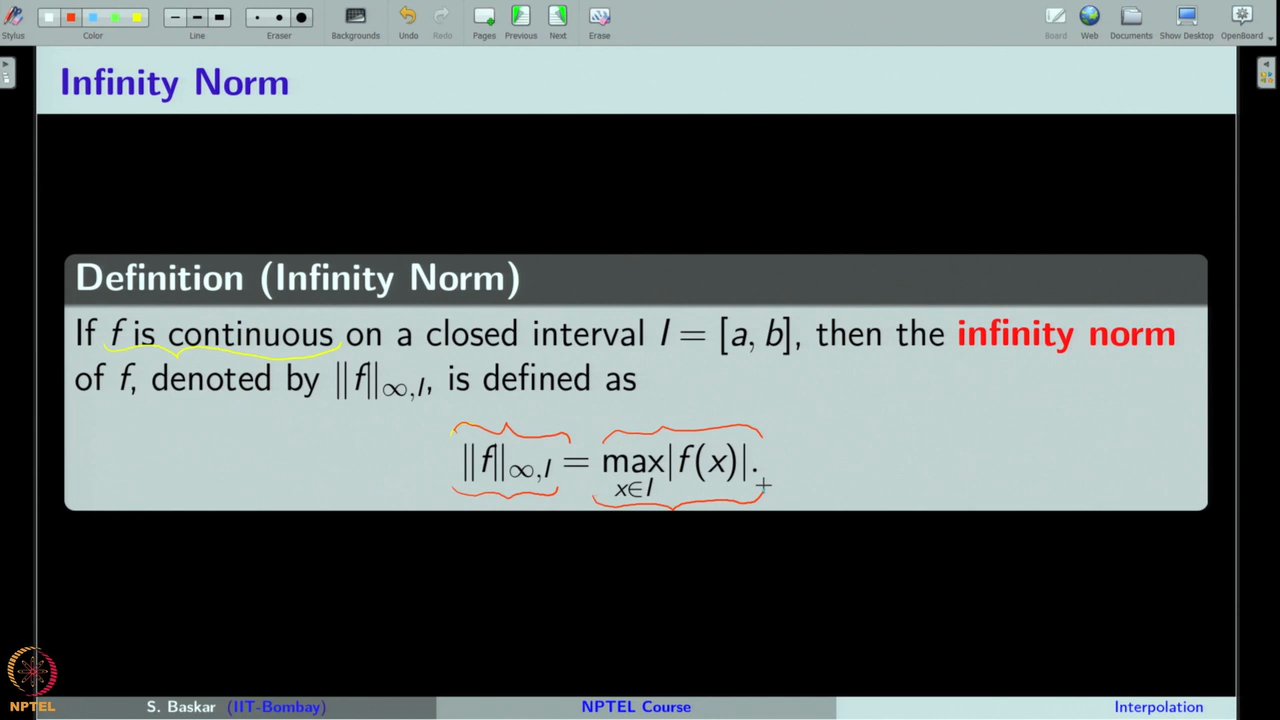 Stylus Color Line Eraser Backgrounds Undo Redo Pages Previous Next Erase Board Web Documents Show Desktop OpenBoard
Infinity Norm
Definition (Infinity Norm)
If f is continuous on a closed interval I = [a, b], then the infinity norm
of f, denoted by ‖f‖∞,I, is defined as
‖f‖∞,I = max|f(x)|.
x∈I
NPTEL
S. Baskar (IIT-Bombay) NPTEL Course Interpolation